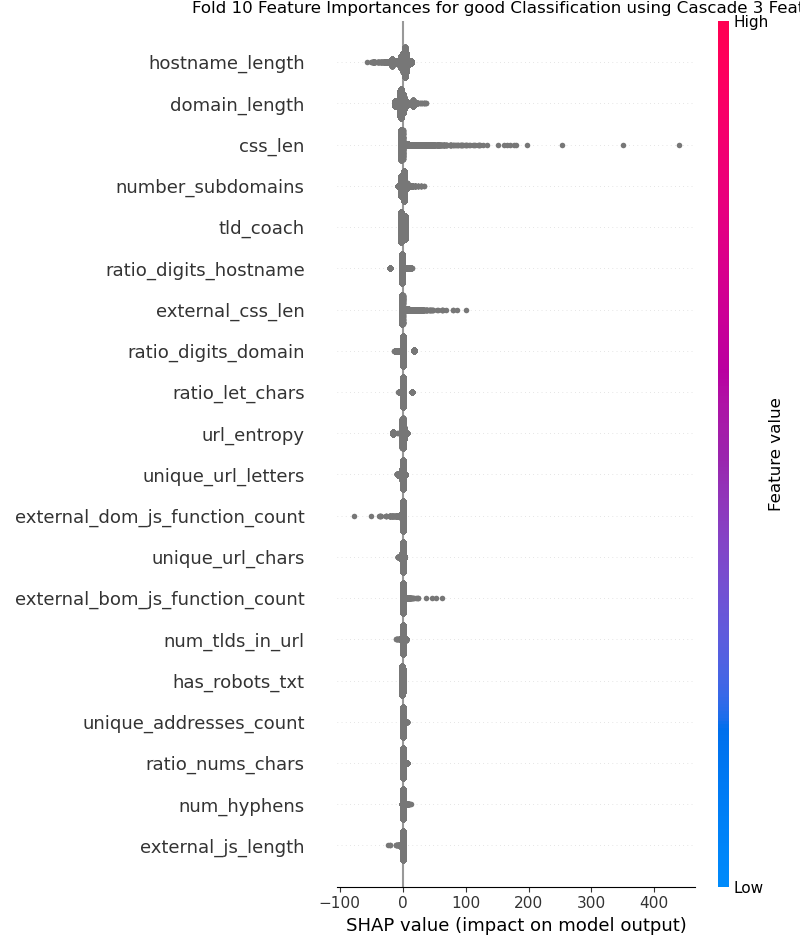 Fold 10 Feature Importances for good Classification using Cascade 3
High
hostname_length
domain_length
css_len
number_subdomains
tld_coach
ratio_digits_hostname
external_css_len
ratio_digits_domain
ratio_let_chars
url_entropy
unique_url_letters
external_dom_js_function_count
unique_url_chars
external_bom_js_function_count
num_tlds_in_url
has_robots_txt
unique_addresses_count
ratio_nums_chars
num_hyphens
external_js_length
Feature value
Low
−100 0 100 200 300 400
SHAP value (impact on model output)